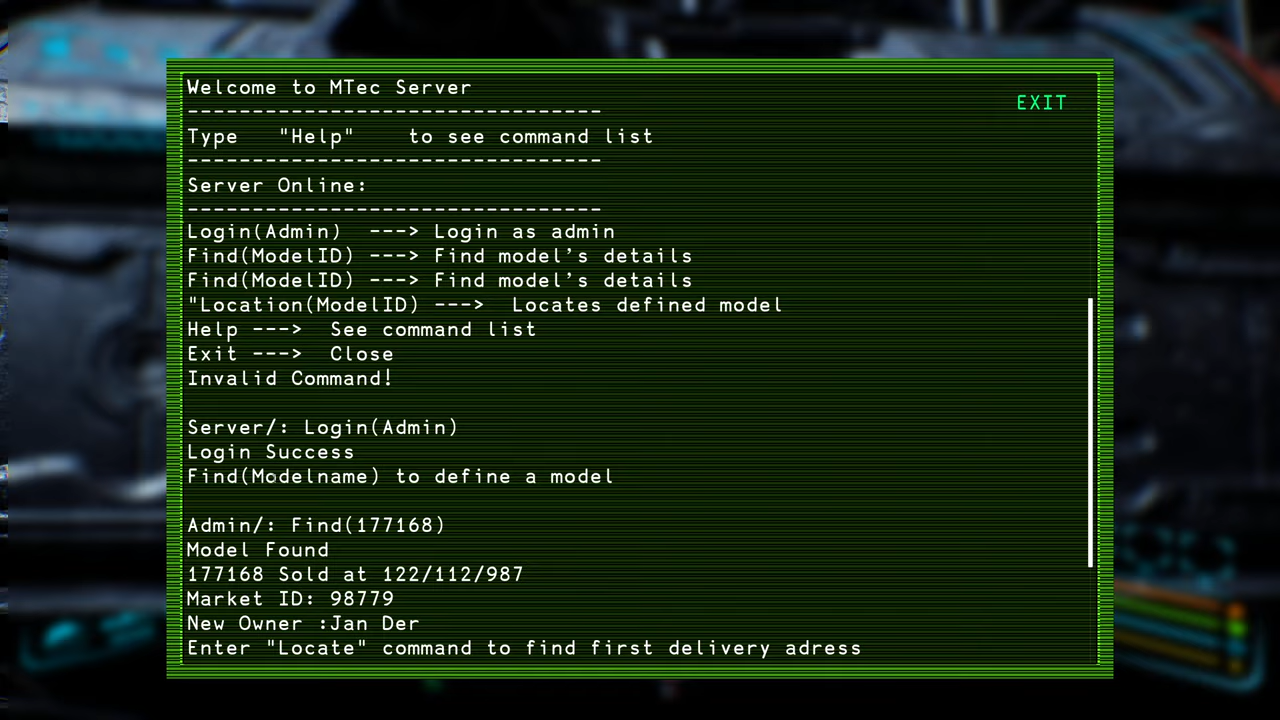 Welcome to MTec Server
EXIT
--------------------------------
Type "Help" to see command list
--------------------------------
Server Online:
--------------------------------
Login(Admin) ---> Login as admin
Find(ModelID) ---> Find model's details
Find(ModelID) ---> Find model's details
"Location(ModelID) ---> Locates defined model
Help ---> See command list
Exit ---> Close
Invalid Command!
Server/: Login(Admin)
Login Success
Find(Modelname) to define a model
Admin/: Find(177168)
Model Found
177168 Sold at 122/112/987
Market ID: 98779
New Owner :Jan Der
Enter "Locate" command to find first delivery adress